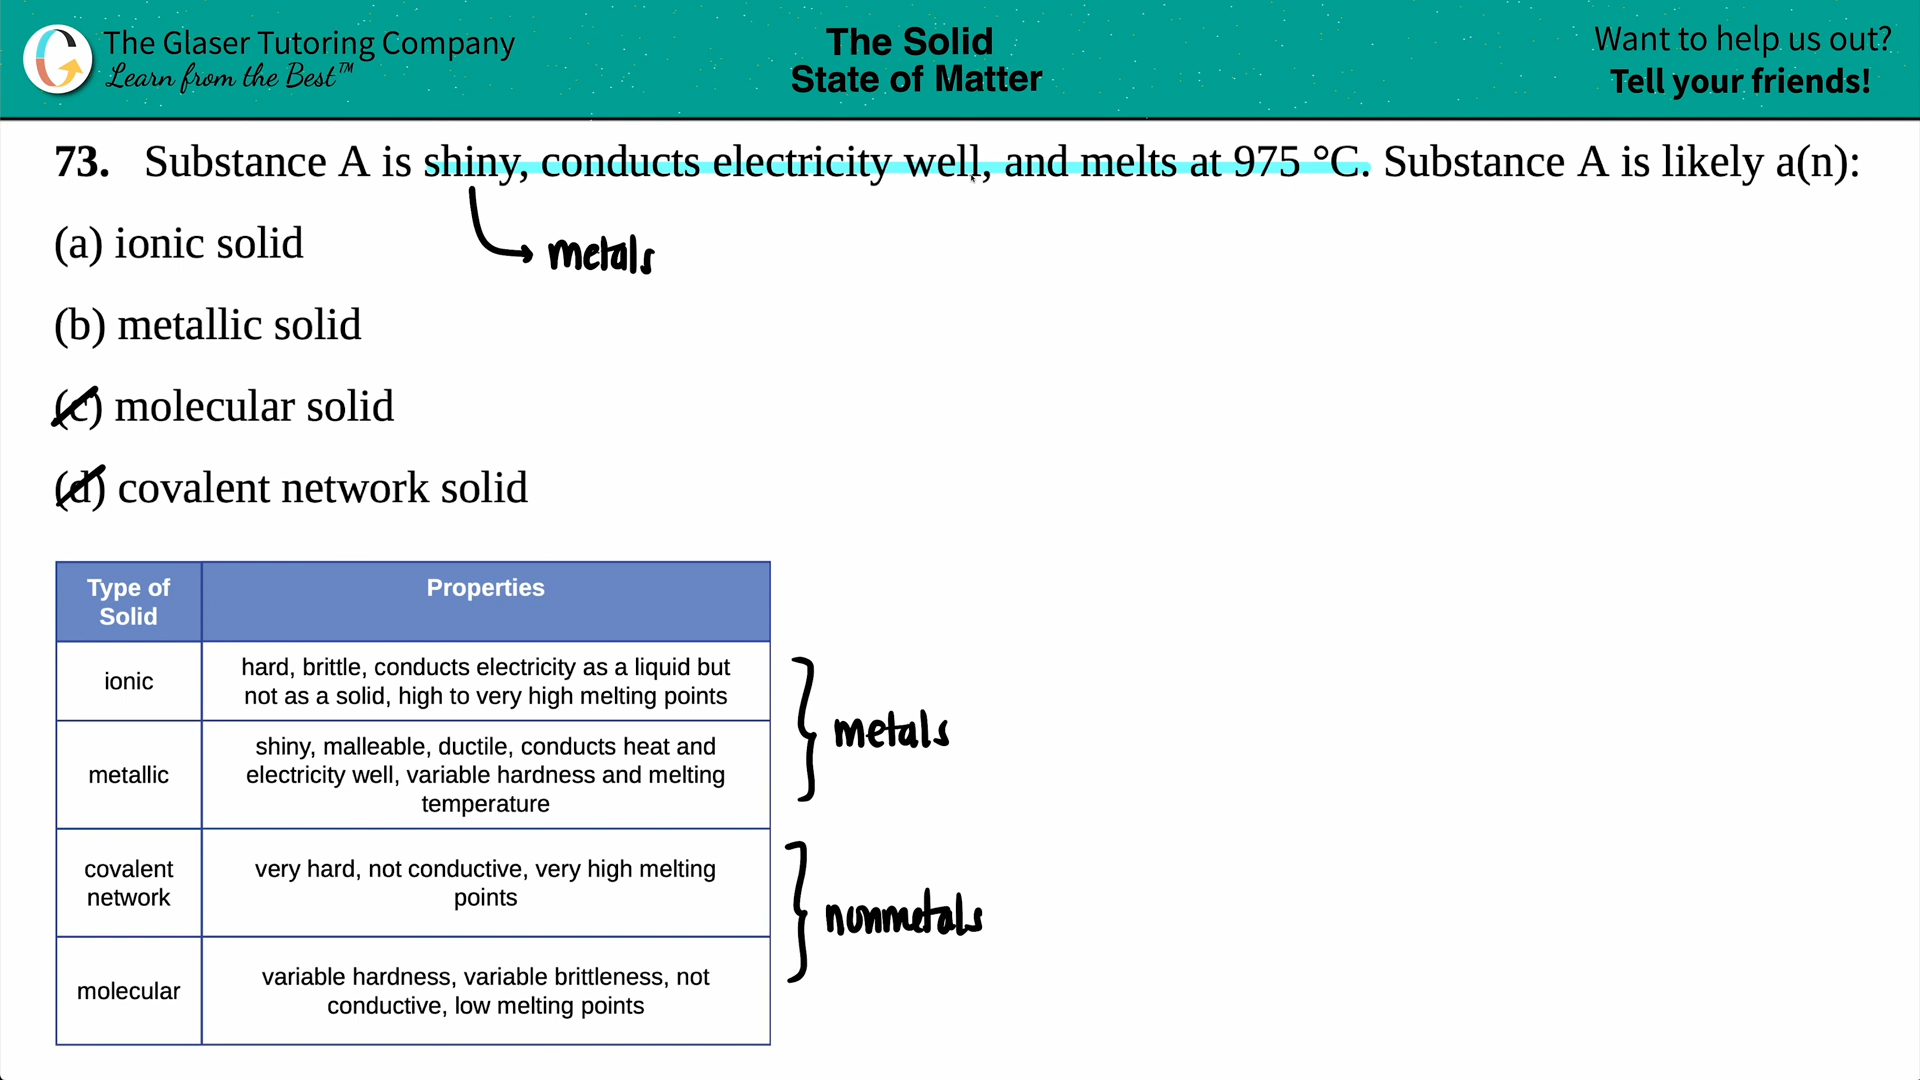 The Glaser Tutoring Company
Learn from the Best™
The Solid
State of Matter
Want to help us out?
Tell your friends!
73. Substance A is shiny, conducts electricity well, and melts at 975 °C. Substance A is likely a(n):
metals
(a) ionic solid
(b) metallic solid
(c) molecular solid
(d) covalent network solid
Type of
Solid
Properties
ionic
hard, brittle, conducts electricity as a liquid but
not as a solid, high to very high melting points
metallic
shiny, malleable, ductile, conducts heat and
electricity well, variable hardness and melting
temperature
metals
covalent
network
very hard, not conductive, very high melting
points
molecular
variable hardness, variable brittleness, not
conductive, low melting points
nonmetals